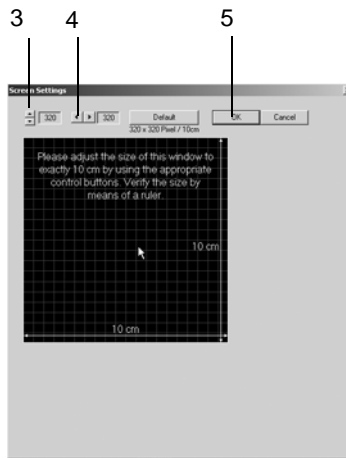 3 4 5
Screen Settings
320 320 Default OK Cancel
320 x 320 Pixel / 10cm
Please adjust the size of this window to
exactly 10 cm by using the appropriate
control buttons. Verify the size by
means of a ruler.
10 cm
10 cm